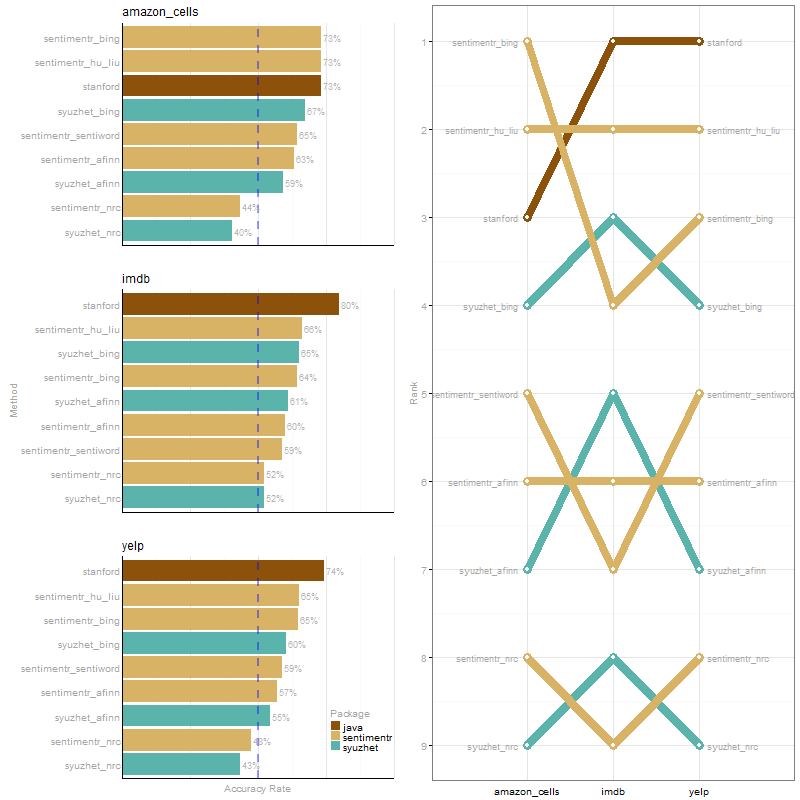 amazon_cells
sentimentr_bing 73%
sentimentr_hu_liu 73%
stanford 73%
syuzhet_bing 67%
sentimentr_sentiword 65%
sentimentr_afinn 63%
syuzhet_afinn 59%
sentimentr_nrc 44%
syuzhet_nrc 40%
imdb
stanford 80%
sentimentr_hu_liu 66%
syuzhet_bing 65%
sentimentr_bing 64%
syuzhet_afinn 61%
sentimentr_afinn 60%
sentimentr_sentiword 59%
sentimentr_nrc 52%
syuzhet_nrc 52%
Method
yelp
stanford 74%
sentimentr_hu_liu 65%
sentimentr_bing 65%
syuzhet_bing 60%
sentimentr_sentiword 59%
sentimentr_afinn 57%
syuzhet_afinn 55%
sentimentr_nrc
syuzhet_nrc 43%
Package
java
sentimentr
syuzhet
Accuracy Rate
Rank
1 sentimentr_bing stanford
2 sentimentr_hu_liu sentimentr_hu_liu
3 stanford sentimentr_bing
4 syuzhet_bing syuzhet_bing
5 sentimentr_sentiword sentimentr_sentiword
6 sentimentr_afinn sentimentr_afinn
7 syuzhet_afinn syuzhet_afinn
8 sentimentr_nrc sentimentr_nrc
9 syuzhet_nrc syuzhet_nrc
amazon_cells imdb yelp